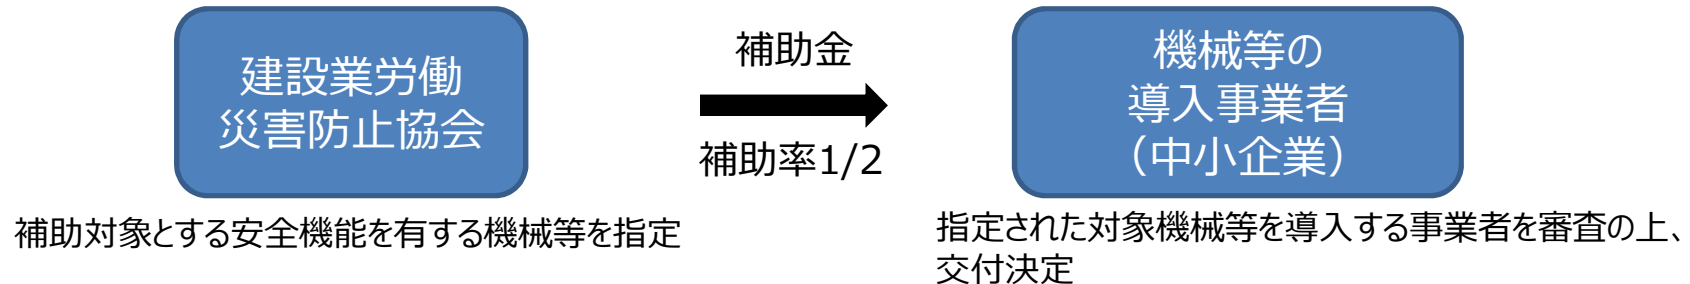 建設業労働
災害防止協会
補助対象とする安全機能を有する機械等を指定
補助金
補助率1/2
機械等の
導入事業者
（中小企業）
指定された対象機械等を導入する事業者を審査の上、
交付決定